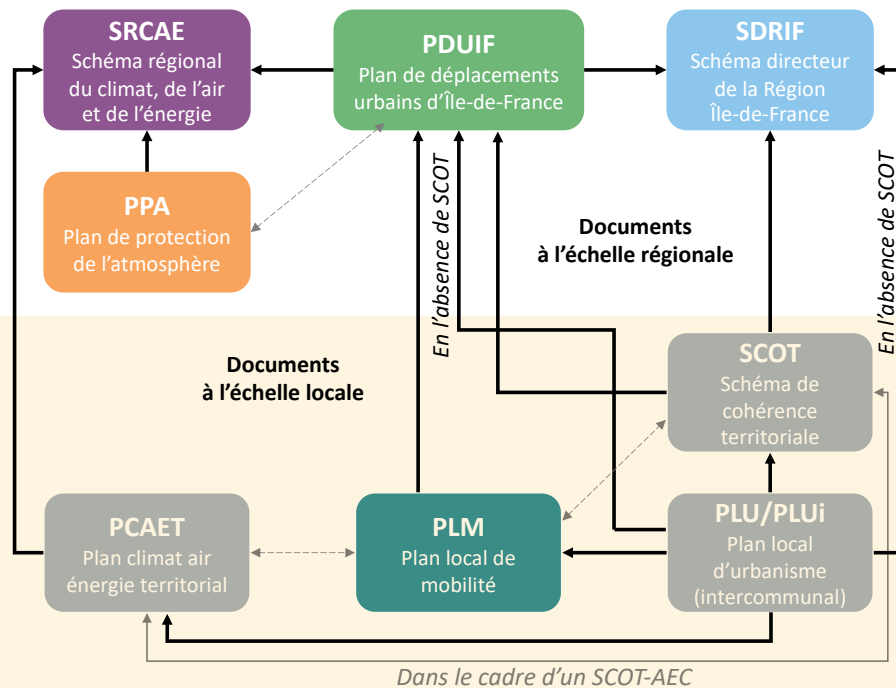 SRCAE
Schéma régional
du climat, de l'air
et de l'énergie
PDUIF
Plan de déplacements
urbains d'Île-de-France
SDRIF
Schéma directeur
de la Région
Île-de-France
PPA
Plan de protection
de l'atmosphère
En l'absence de SCOT
Documents
à l'échelle régionale
En l'absence de SCOT
Documents
à l'échelle locale
SCOT
Schéma de
cohérence
territoriale
PCAET
Plan climat air
énergie territorial
PLM
Plan local de
mobilité
PLU/PLUi
Plan local
d'urbanisme
(intercommunal)
Dans le cadre d'un SCOT-AEC